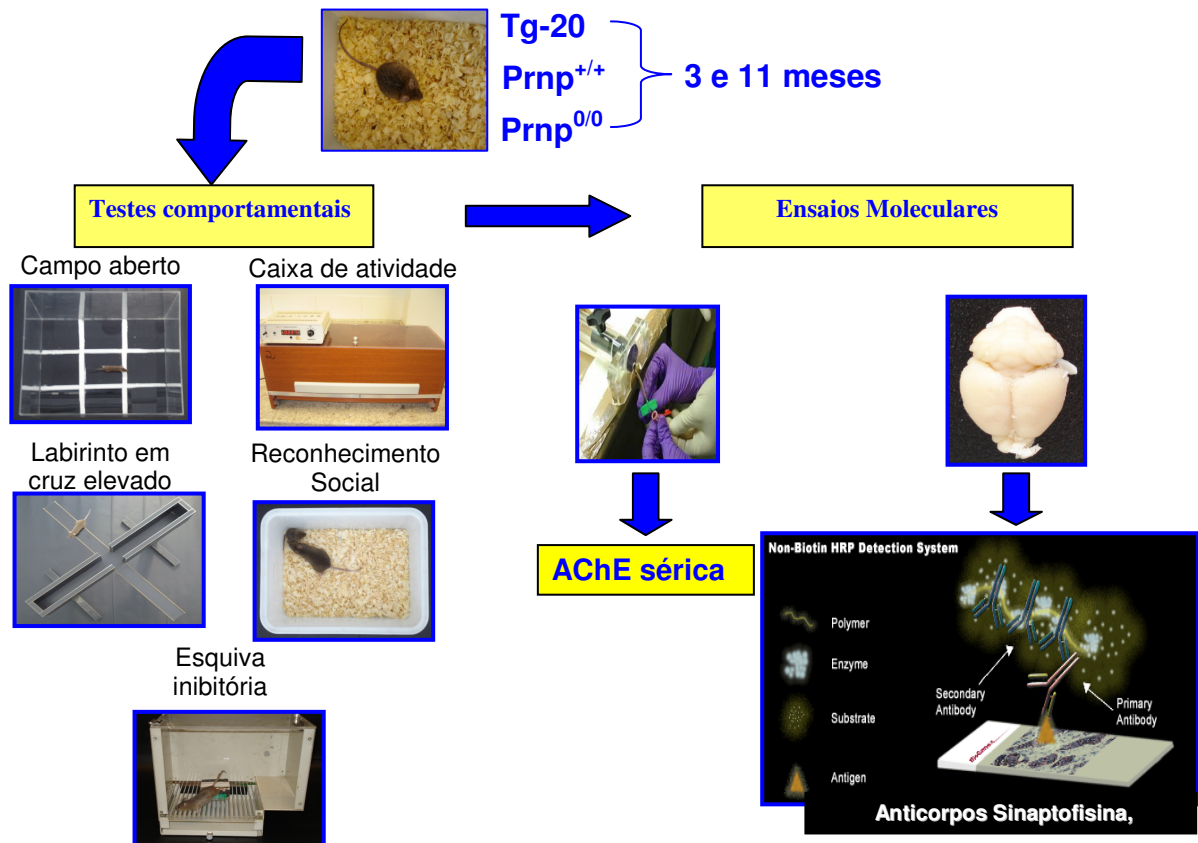 Tg-20
Prnp+/+
Prnp0/0
3 e 11 meses
Testes comportamentais
Ensaios Moleculares
Campo aberto
Caixa de atividade
Labirinto em
cruz elevado
Reconhecimento
Social
Esquiva
inibitória
AChE sérica
Non-Biotin HRP Detection System
Polymer
Enzyme
Substrate
Antigen
Secondary
Antibody
Primary
Antibody
Anticorpos Sinaptofisina,